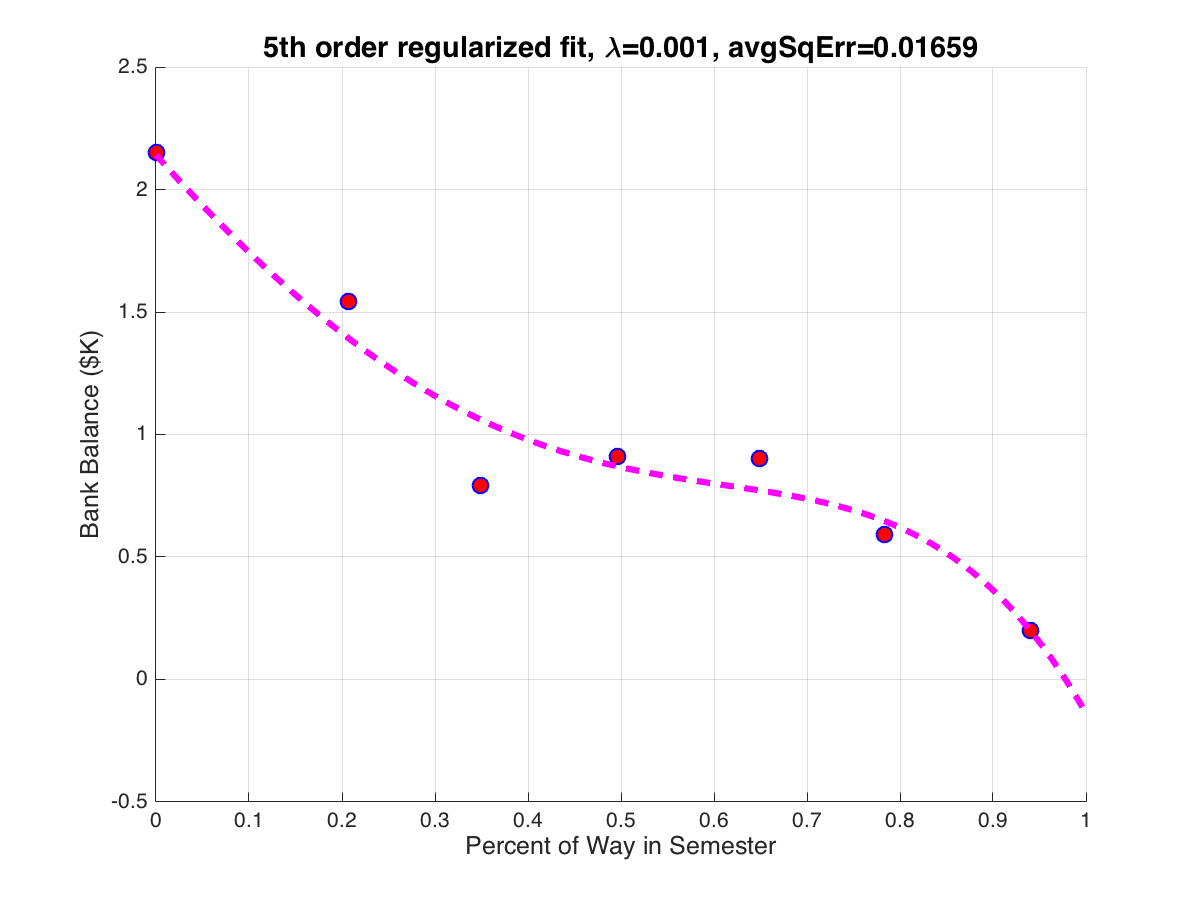 5th order regularized fit, λ=0.001, avgSqErr=0.01659
2.5
2
1.5
1
0.5
0
-0.5
Bank Balance ($K)
0 0.1 0.2 0.3 0.4 0.5 0.6 0.7 0.8 0.9 1
Percent of Way in Semester